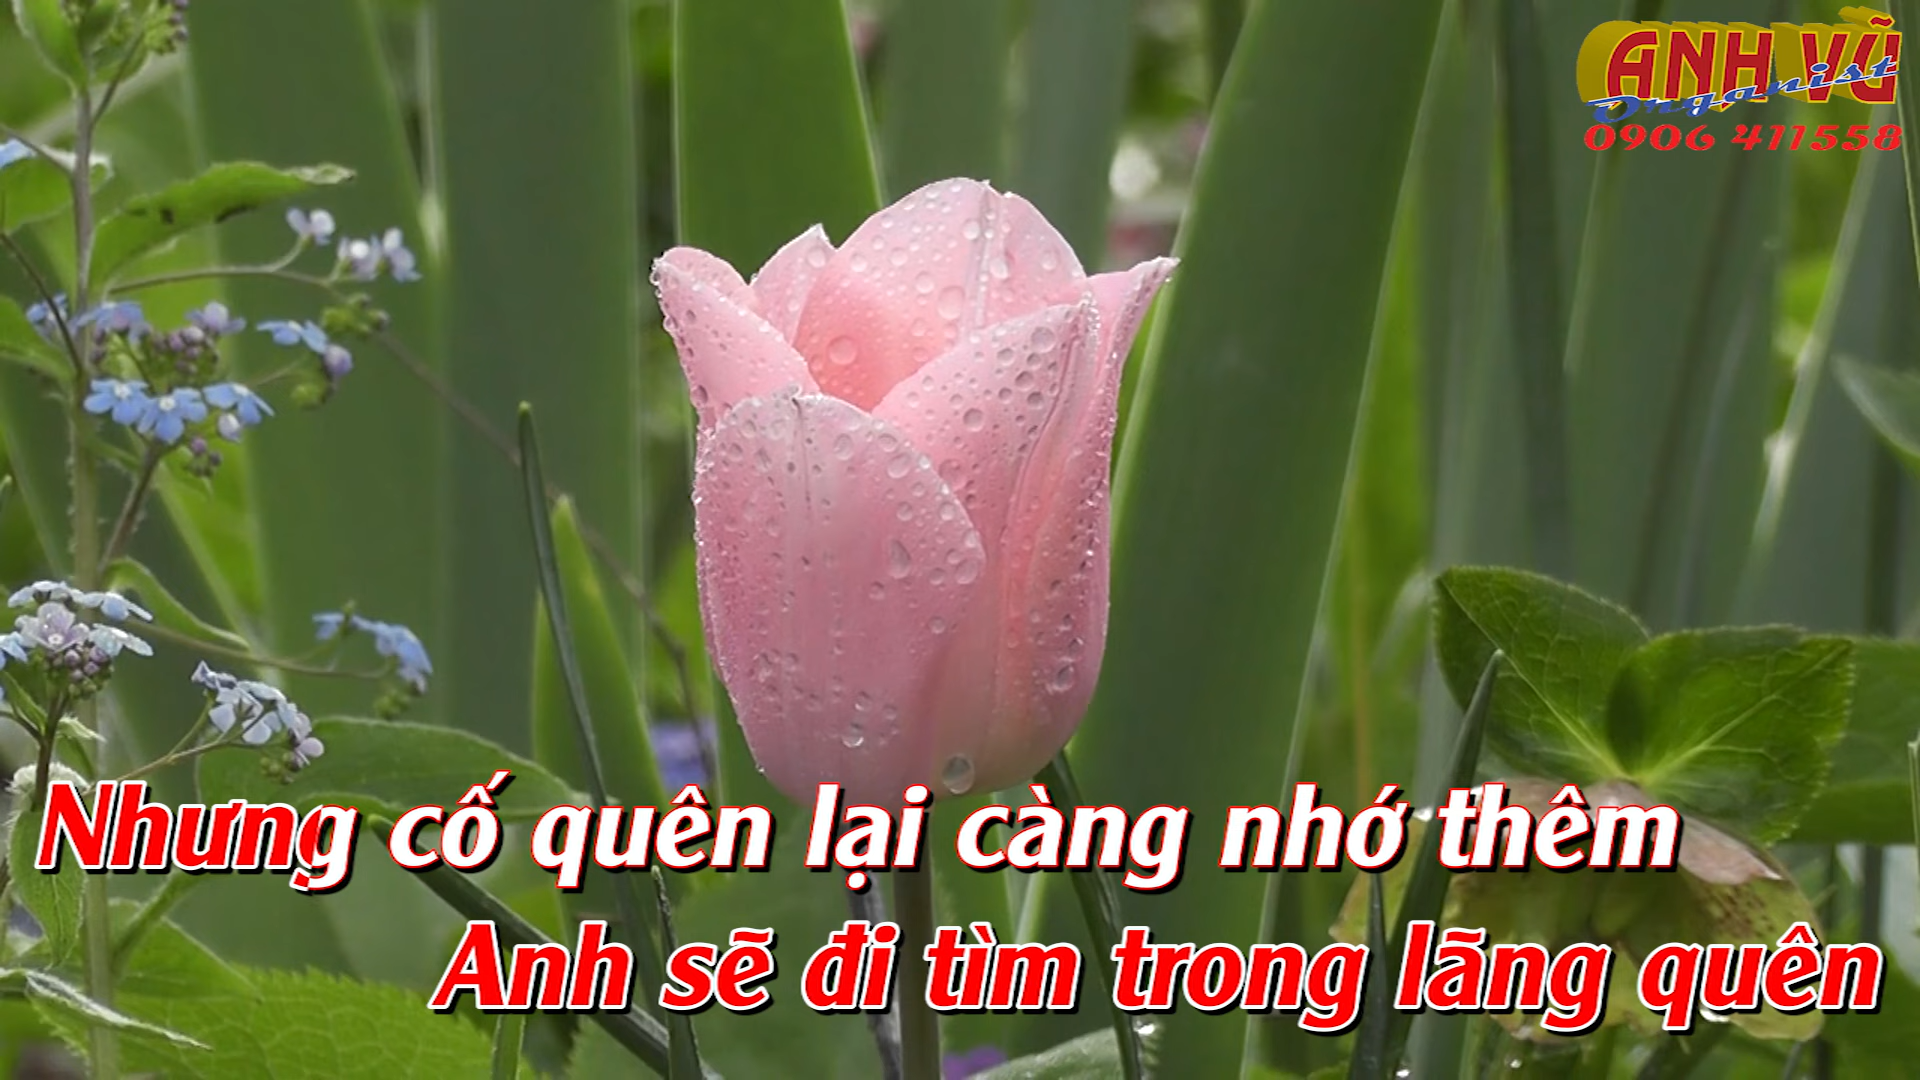 ANH VŨ
Organist
0906 411558
Nhưng cố quên lại càng nhớ thêm
Anh sẽ đi tìm trong lãng quên